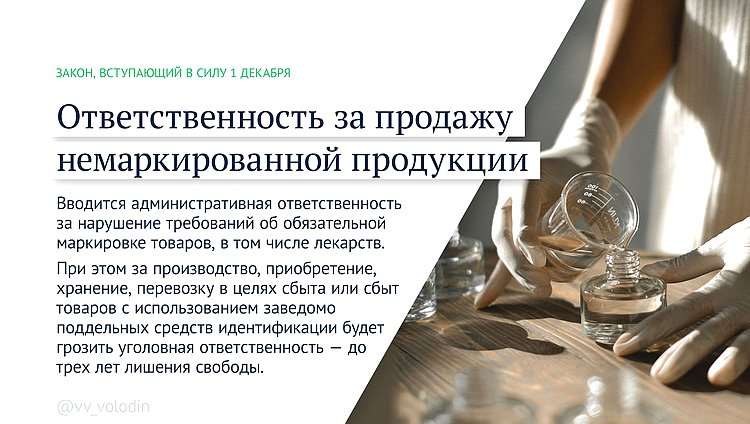 ЗАКОН, ВСТУПАЮЩИЙ В СИЛУ 1 ДЕКАБРЯ
Ответственность за продажу
немаркированной продукции
Вводится административная ответственность
за нарушение требований об обязательной
маркировке товаров, в том числе лекарств.
При этом за производство, приобретение,
хранение, перевозку в целях сбыта или сбыт
товаров с использованием заведомо
поддельных средств идентификации будет
грозить уголовная ответственность — до
трех лет лишения свободы.
@vv_volodin